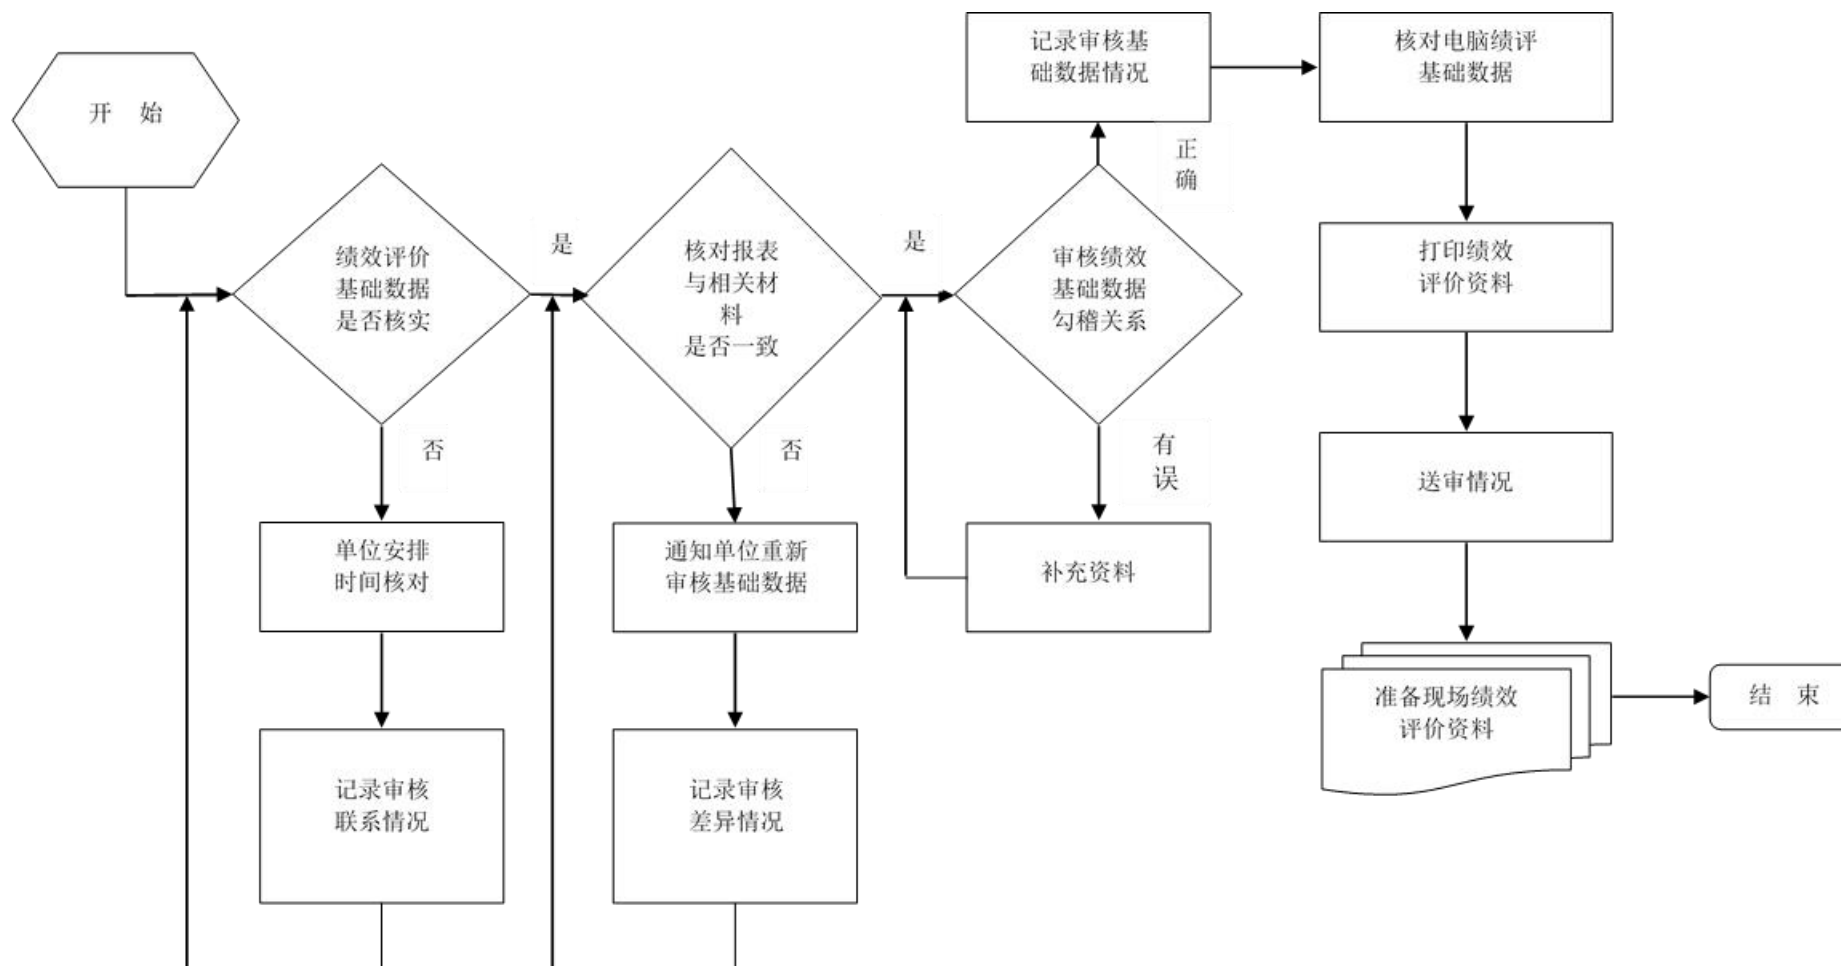 开 始
绩效评价
基础数据
是否核实
是
否
单位安排
时间核对
记录审核
联系情况
核对报表
与相关材
料
是否一致
是
否
通知单位重新
审核基础数据
记录审核
差异情况
审核绩效
基础数据
勾稽关系
正
确
有
误
补充资料
记录审核基
础数据情况
核对电脑绩评
基础数据
打印绩效
评价资料
送审情况
准备现场绩效
评价资料
结 束